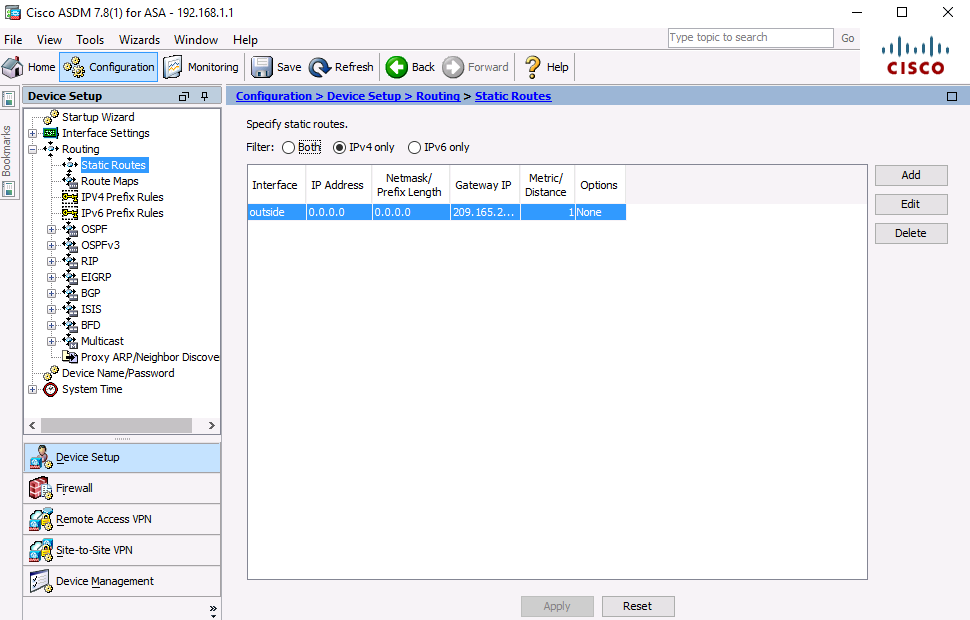 Cisco ASDM 7.8(1) for ASA - 192.168.1.1
File View Tools Wizards Window Help
Type topic to search Go
Home Configuration Monitoring Save Refresh Back Forward Help
CISCO
Bookmarks
Device Setup
Startup Wizard
Interface Settings
Routing
Static Routes
Route Maps
IPV4 Prefix Rules
IPv6 Prefix Rules
OSPF
OSPFv3
RIP
EIGRP
BGP
ISIS
BFD
Multicast
Proxy ARP/Neighbor Discove
Device Name/Password
System Time
Device Setup
Firewall
Remote Access VPN
Site-to-Site VPN
Device Management
Configuration > Device Setup > Routing > Static Routes
Specify static routes.
Filter: Both IPv4 only IPv6 only
Interface IP Address Netmask/ Prefix Length Gateway IP Metric/ Distance Options
outside 0.0.0.0 0.0.0.0 209.165.2... 1 None
Add
Edit
Delete
Apply Reset